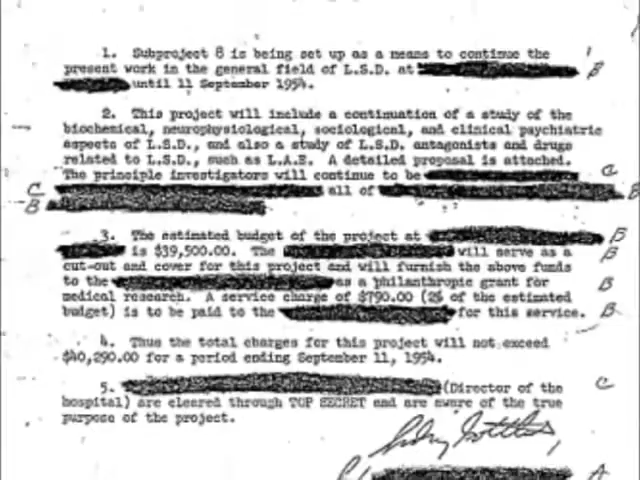 1. Subproject 8 is being set up as a means to continue the
present work in the general field of L.S.D. at
B
until 11 September 1954.
2. This project will include a continuation of a study of the
biochemical, neurophysiological, sociological, and clinical psychiatric
aspects of L.S.D., and also a study of L.S.D. antagonists and drugs
related to L.S.D., such as L.A.E. A detailed proposal is attached.
The principle investigators will continue to be
C
C
all of
B
B
3. The estimated budget of the project at
B
is $39,500.00. The will serve as a
B
cut-out and cover for this project and will furnish the above funds
to the as a philanthropic grant for
B
medical research. A service charge of $790.00 (2% of the estimated
budget) is to be paid to the for this service.
B
4. Thus the total charges for this project will not exceed
$40,290.00 for a period ending September 11, 1954.
5. (Director of the
C
hospital) are cleared through TOP SECRET and are aware of the true
purpose of the project.
Sidney Gottlieb,
A